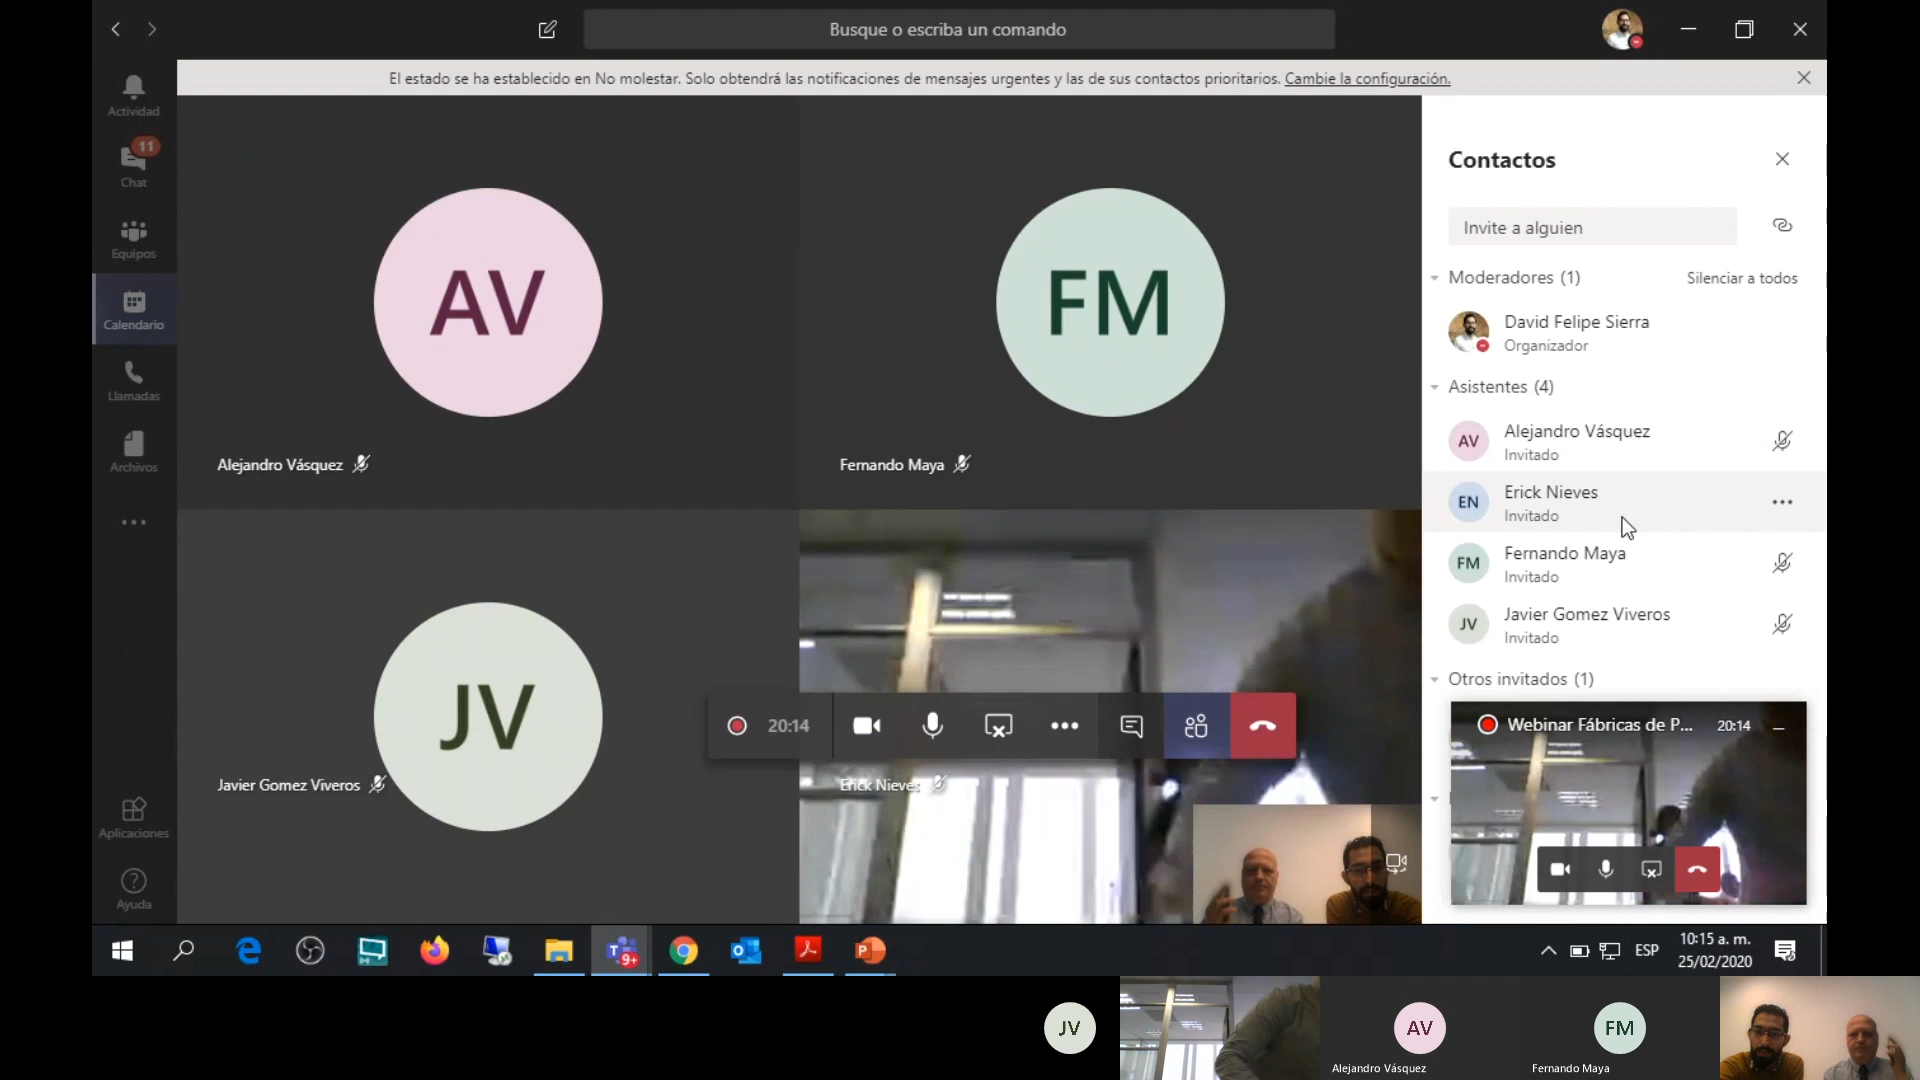 Busque o escriba un comando
El estado se ha establecido en No molestar. Solo obtendrá las notificaciones de mensajes urgentes y las de sus contactos prioritarios. Cambie la configuración.
Actividad
11
Chat
Equipos
Calendario
Llamadas
Archivos
Aplicaciones
Ayuda
AV
Alejandro Vásquez
FM
Fernando Maya
JV
Javier Gomez Viveros
Erick Nieves
20:14
Contactos
Invite a alguien
Moderadores (1)
Silenciar a todos
David Felipe Sierra
Organizador
Asistentes (4)
AV
Alejandro Vásquez
Invitado
EN
Erick Nieves
Invitado
FM
Fernando Maya
Invitado
JV
Javier Gomez Viveros
Invitado
Otros invitados (1)
Webinar Fábricas de P...
20:14
9+
ESP
10:15 a. m.
25/02/2020
JV
AV
Alejandro Vásquez
FM
Fernando Maya